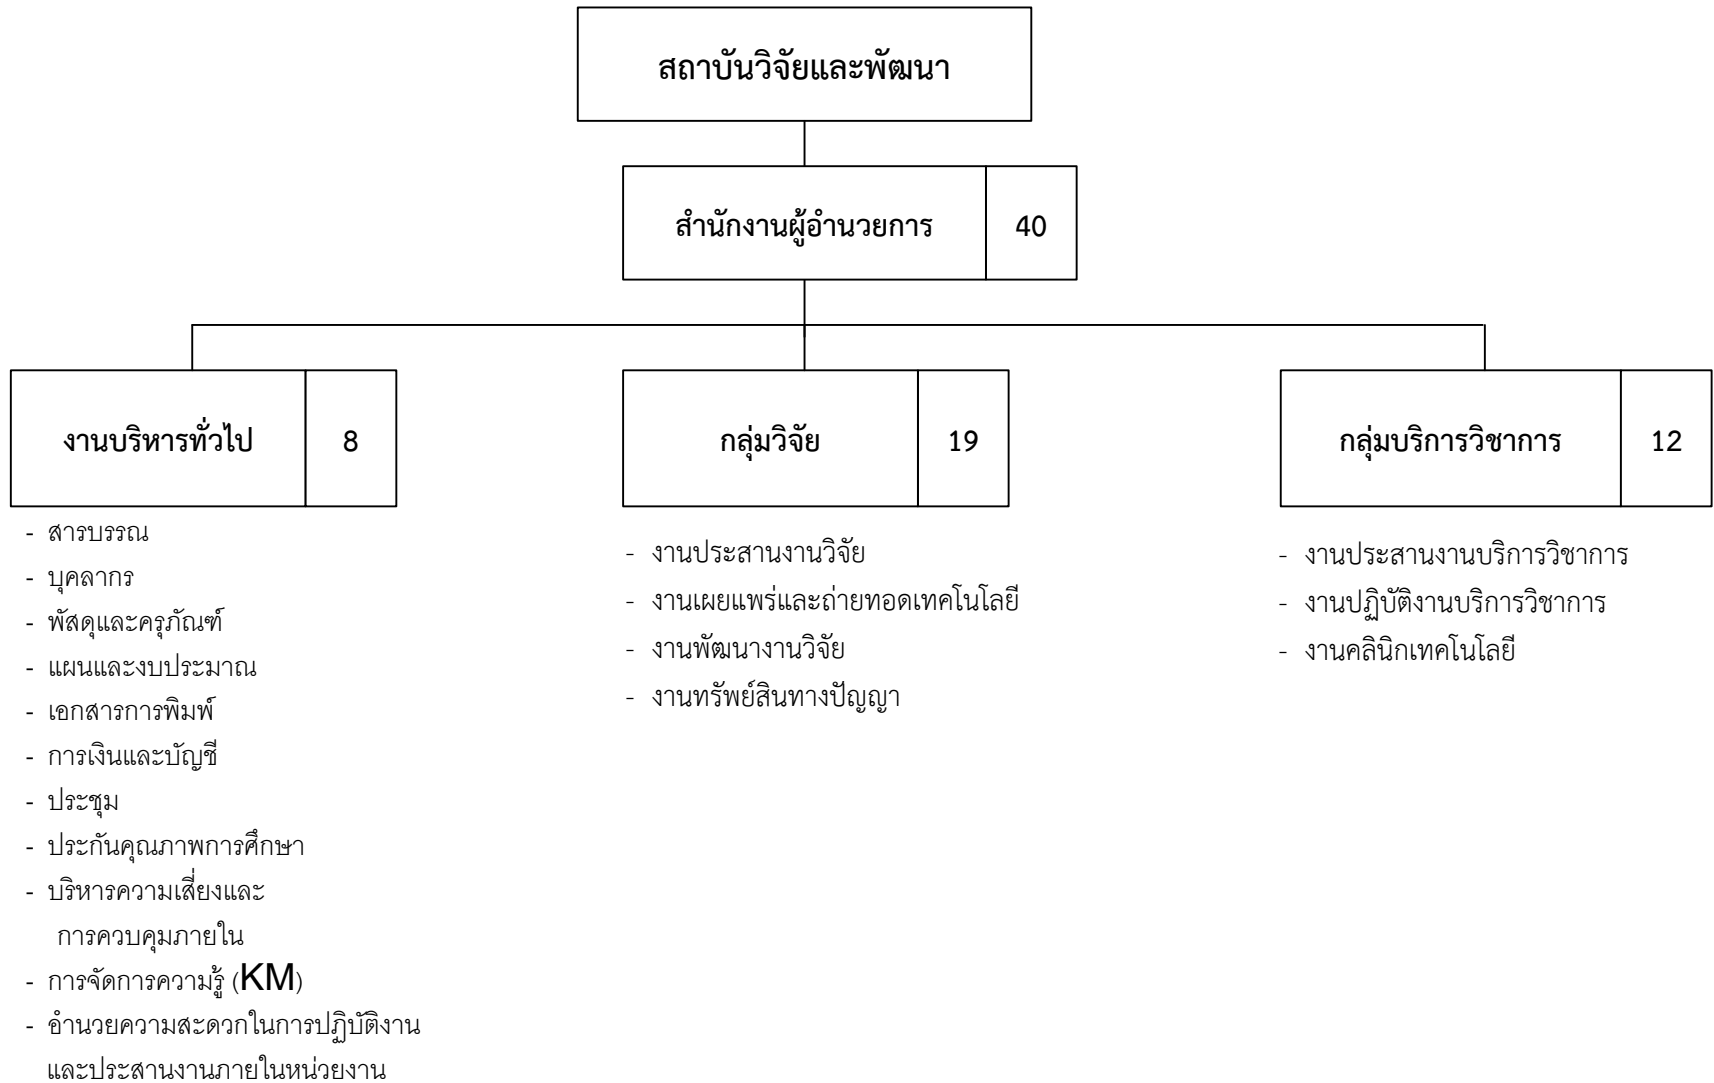 สถาบันวิจัยและพัฒนา
สำนักงานผู้อำนวยการ 40
งานบริหารทั่วไป 8
- สารบรรณ
- บุคลากร
- พัสดุและครุภัณฑ์
- แผนและงบประมาณ
- เอกสารการพิมพ์
- การเงินและบัญชี
- ประชุม
- ประกันคุณภาพการศึกษา
- บริหารความเสี่ยงและ
การควบคุมภายใน
- การจัดการความรู้ (KM)
- อำนวยความสะดวกในการปฏิบัติงาน
และประสานงานภายในหน่วยงาน
กลุ่มวิจัย 19
- งานประสานงานวิจัย
- งานเผยแพร่และถ่ายทอดเทคโนโลยี
- งานพัฒนางานวิจัย
- งานทรัพย์สินทางปัญญา
กลุ่มบริการวิชาการ 12
- งานประสานงานบริการวิชาการ
- งานปฏิบัติงานบริการวิชาการ
- งานคลินิกเทคโนโลยี